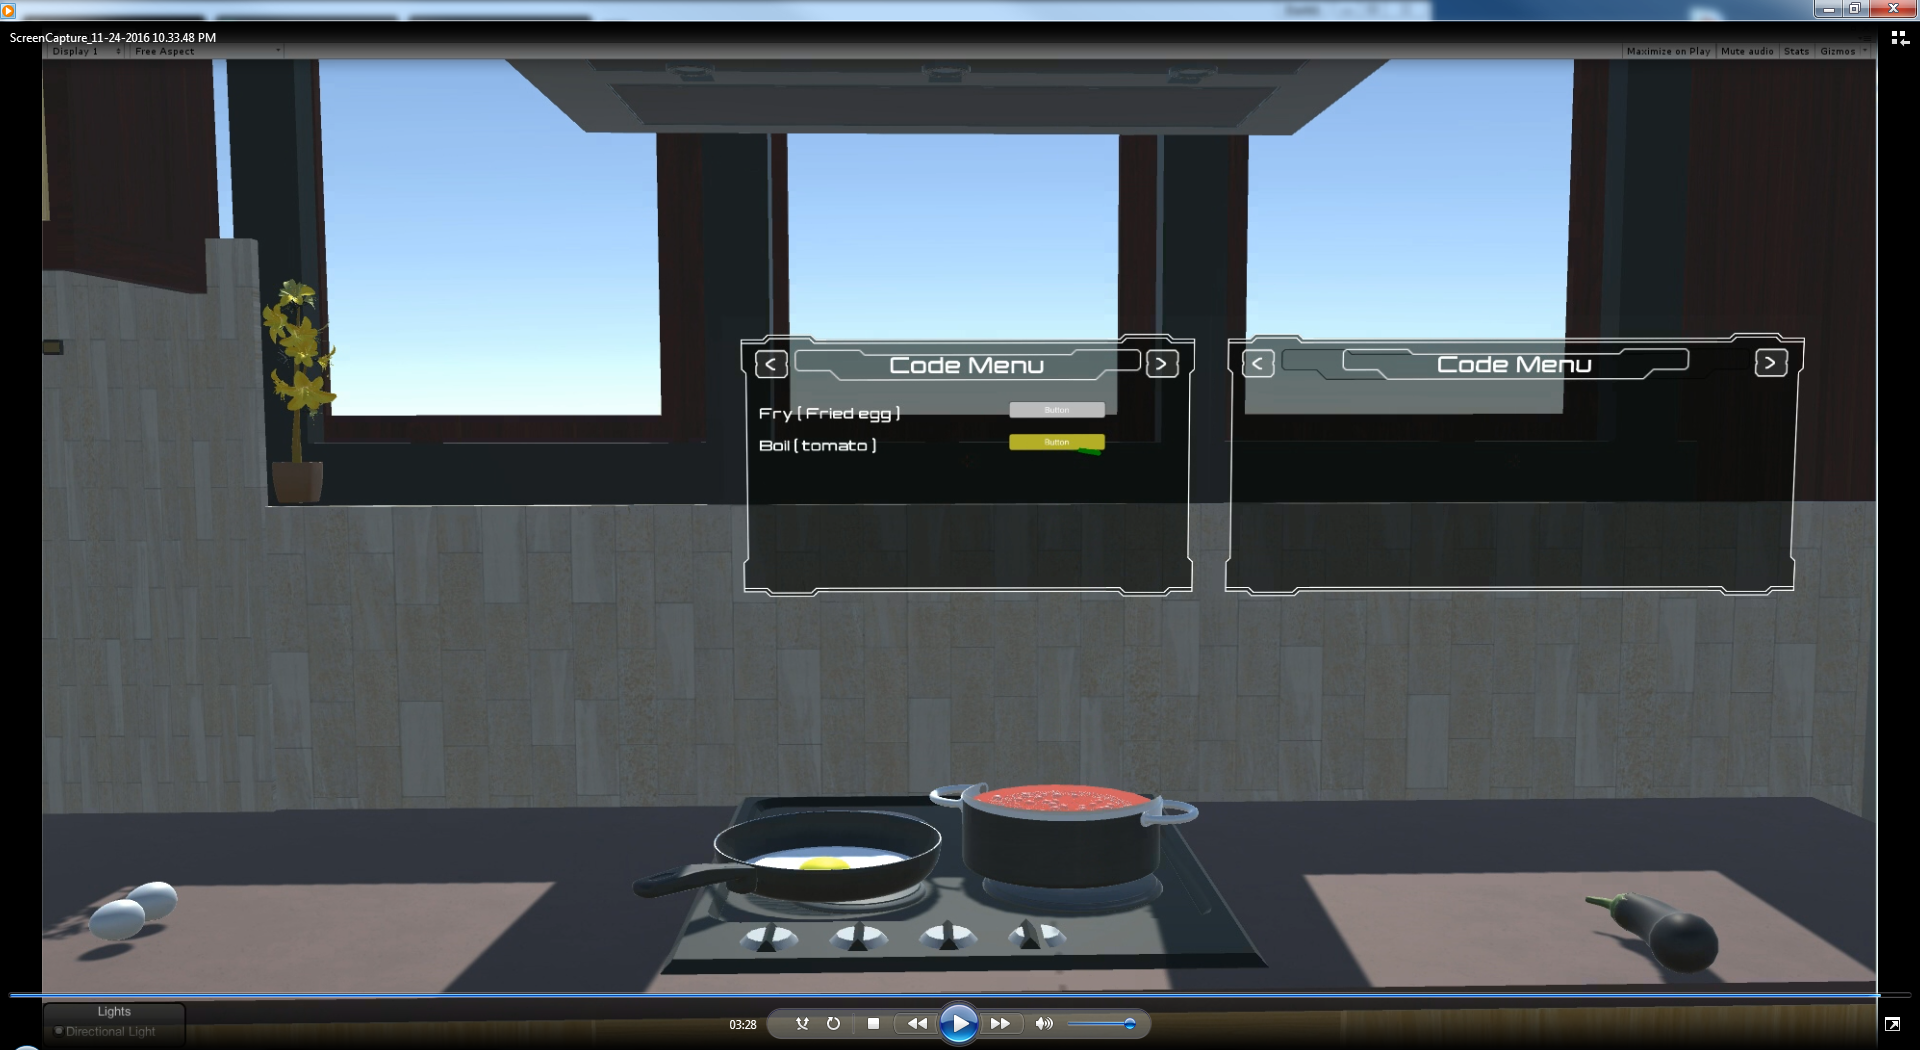 ScreenCapture_11-24-2016 10.33.48 PM
Display 1 Free Aspect Maximize on Play Mute audio Stats Gizmos
< Code Menu >
Fry ( Fried egg ) Button
Boil ( tomato ) Button
< Code Menu >
Lights
Directional Light
03:28